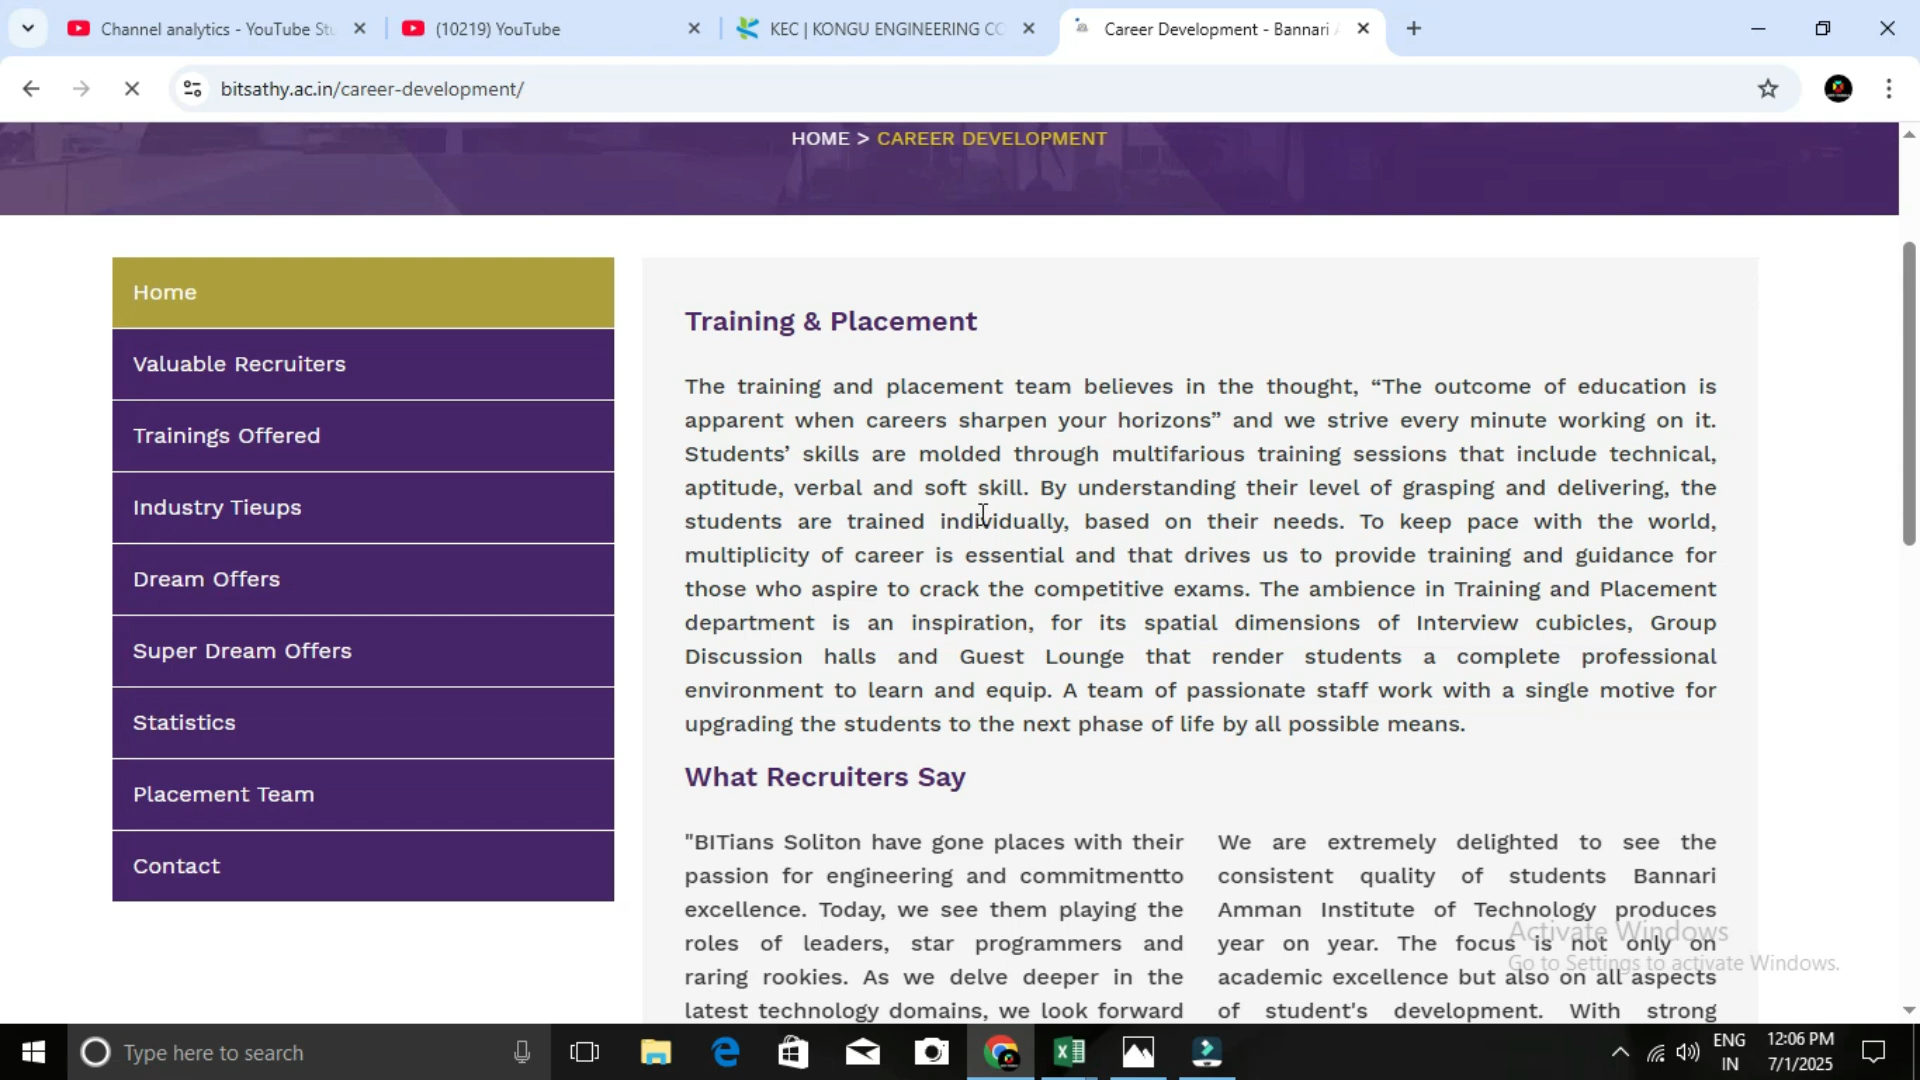 Channel analytics - YouTube Stu
(10219) YouTube
KEC | KONGU ENGINEERING CO
Career Development - Bannari A
bitsathy.ac.in/career-development/
HOME > CAREER DEVELOPMENT
Home
Valuable Recruiters
Trainings Offered
Industry Tieups
Dream Offers
Super Dream Offers
Statistics
Placement Team
Contact
Training & Placement
The training and placement team believes in the thought, “The outcome of education is
apparent when careers sharpen your horizons” and we strive every minute working on it.
Students’ skills are molded through multifarious training sessions that include technical,
aptitude, verbal and soft skill. By understanding their level of grasping and delivering, the
students are trained individually, based on their needs. To keep pace with the world,
multiplicity of career is essential and that drives us to provide training and guidance for
those who aspire to crack the competitive exams. The ambience in Training and Placement
department is an inspiration, for its spatial dimensions of Interview cubicles, Group
Discussion halls and Guest Lounge that render students a complete professional
environment to learn and equip. A team of passionate staff work with a single motive for
upgrading the students to the next phase of life by all possible means.
What Recruiters Say
"BITians Soliton have gone places with their
passion for engineering and commitmentto
excellence. Today, we see them playing the
roles of leaders, star programmers and
raring rookies. As we delve deeper in the
latest technology domains, we look forward
We are extremely delighted to see the
consistent quality of students Bannari
Amman Institute of Technology produces
year on year. The focus is not only on
academic excellence but also on all aspects
of student's development. With strong
Activate Windows
Go to Settings to activate Windows.
Type here to search
ENG
IN
12:06 PM
7/1/2025